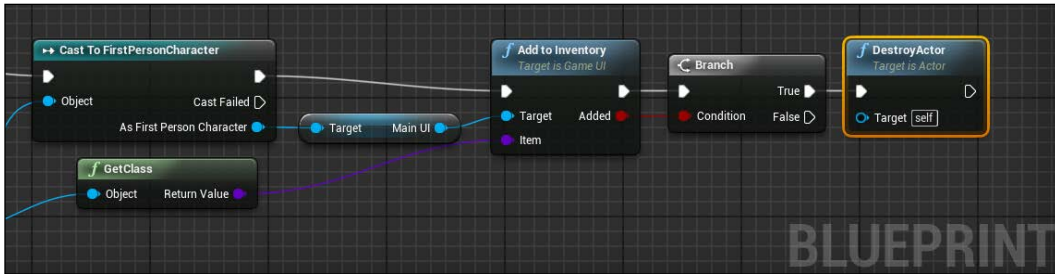 Cast To FirstPersonCharacter
Object
Cast Failed
As First Person Character
f GetClass
Object Return Value
Target Main UI
f Add to Inventory
Target is Game UI
Target Added
Item
Branch
True
Condition False
f DestroyActor
Target is Actor
Target self
BLUEPRINT